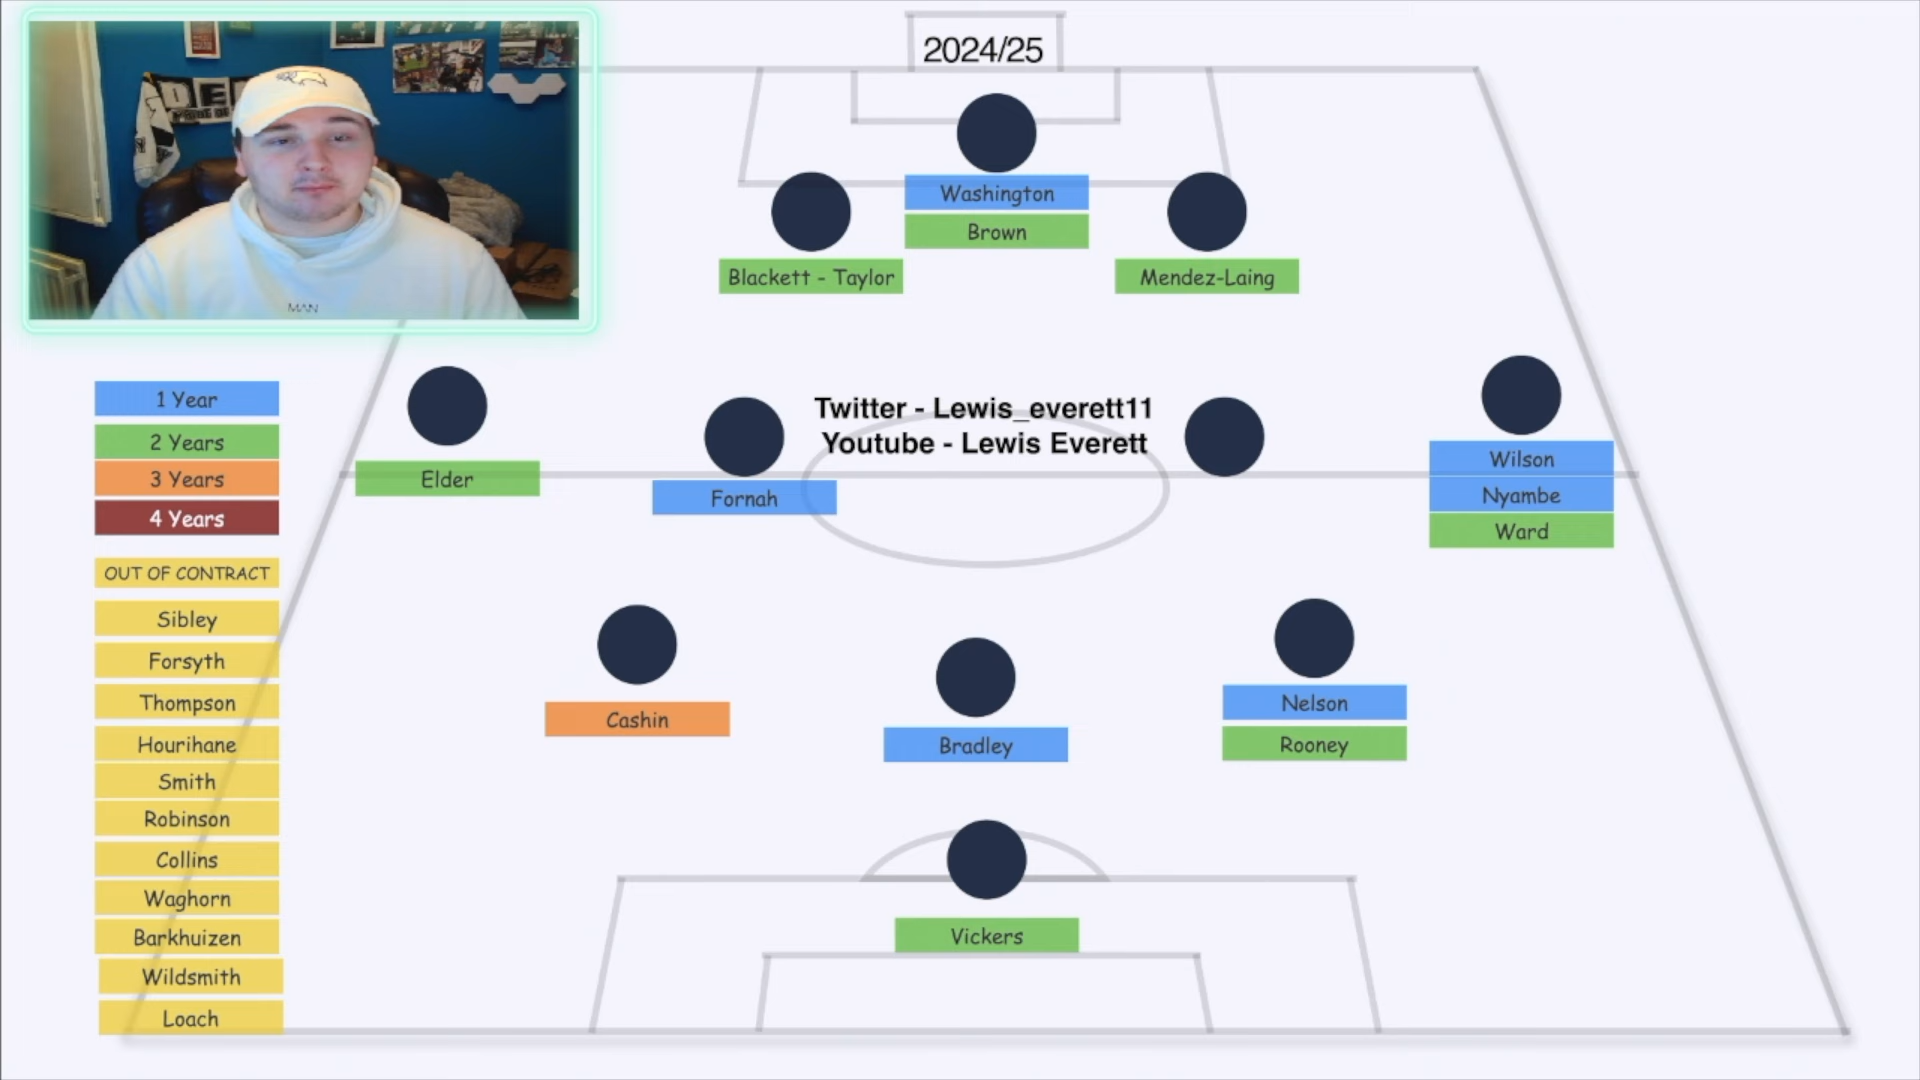 2024/25
DE
MAN
Washington
Brown
Blackett - Taylor
Mendez-Laing
Twitter - Lewis_everett11
Youtube - Lewis Everett
Elder
Fornah
Wilson
Nyambe
Ward
1 Year
2 Years
3 Years
4 Years
OUT OF CONTRACT
Sibley
Forsyth
Thompson
Hourihane
Smith
Robinson
Collins
Waghorn
Barkhuizen
Wildsmith
Loach
Cashin
Bradley
Nelson
Rooney
Vickers